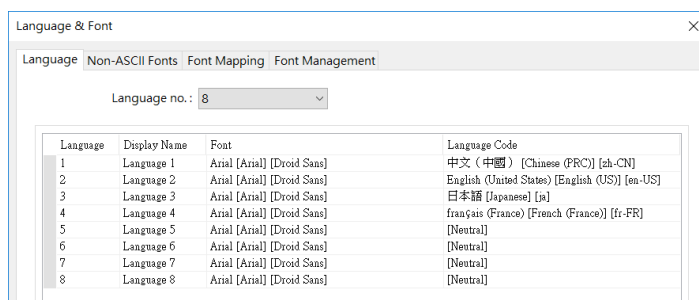 Language & Font
Language Non-ASCII Fonts Font Mapping Font Management
Language no. : 8
Language Display Name Font Language Code
1 Language 1 Arial [Arial] [Droid Sans] 中文（中國） [Chinese (PRC)] [zh-CN]
2 Language 2 Arial [Arial] [Droid Sans] English (United States) [English (US)] [en-US]
3 Language 3 Arial [Arial] [Droid Sans] 日本語 [Japanese] [ja]
4 Language 4 Arial [Arial] [Droid Sans] français (France) [French (France)] [fr-FR]
5 Language 5 Arial [Arial] [Droid Sans] [Neutral]
6 Language 6 Arial [Arial] [Droid Sans] [Neutral]
7 Language 7 Arial [Arial] [Droid Sans] [Neutral]
8 Language 8 Arial [Arial] [Droid Sans] [Neutral]